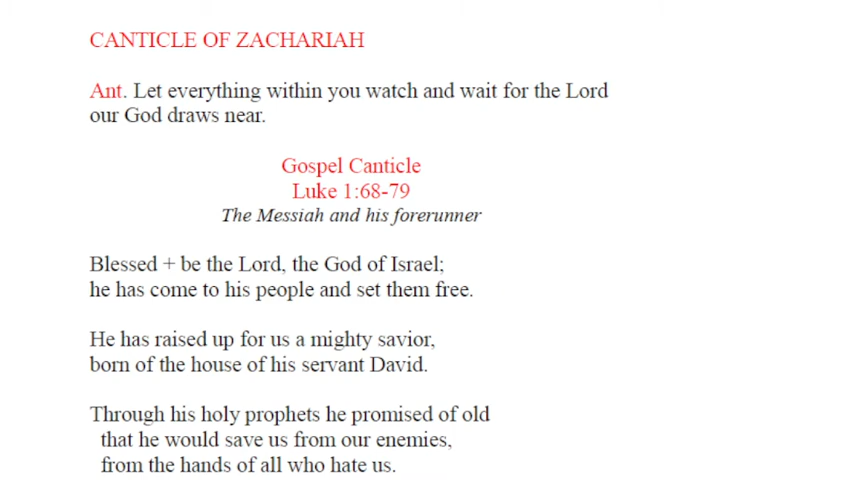 CANTICLE OF ZACHARIAH
Ant. Let everything within you watch and wait for the Lord
our God draws near.
Gospel Canticle
Luke 1:68-79
The Messiah and his forerunner
Blessed + be the Lord, the God of Israel;
he has come to his people and set them free.
He has raised up for us a mighty savior,
born of the house of his servant David.
Through his holy prophets he promised of old
that he would save us from our enemies,
from the hands of all who hate us.